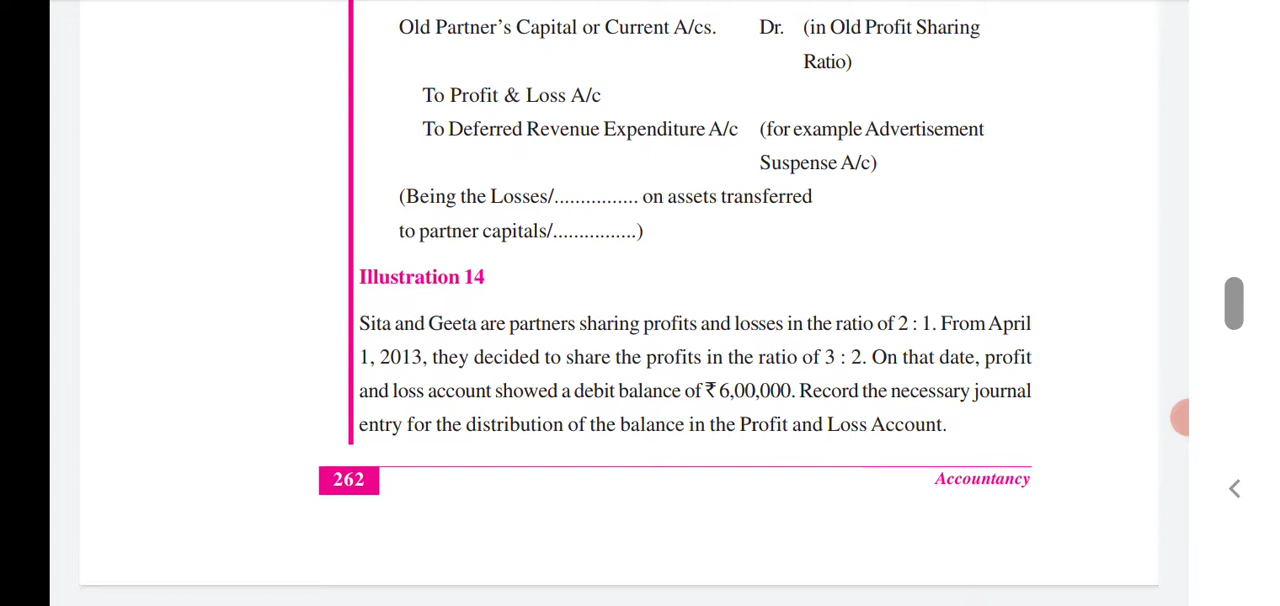 Old Partner's Capital or Current A/cs. Dr. (in Old Profit Sharing
Ratio)
To Profit & Loss A/c
To Deferred Revenue Expenditure A/c (for example Advertisement
Suspense A/c)
(Being the Losses/................ on assets transferred
to partner capitals/................)
Illustration 14
Sita and Geeta are partners sharing profits and losses in the ratio of 2 : 1. From April
1, 2013, they decided to share the profits in the ratio of 3 : 2. On that date, profit
and loss account showed a debit balance of ₹ 6,00,000. Record the necessary journal
entry for the distribution of the balance in the Profit and Loss Account.
262 Accountancy